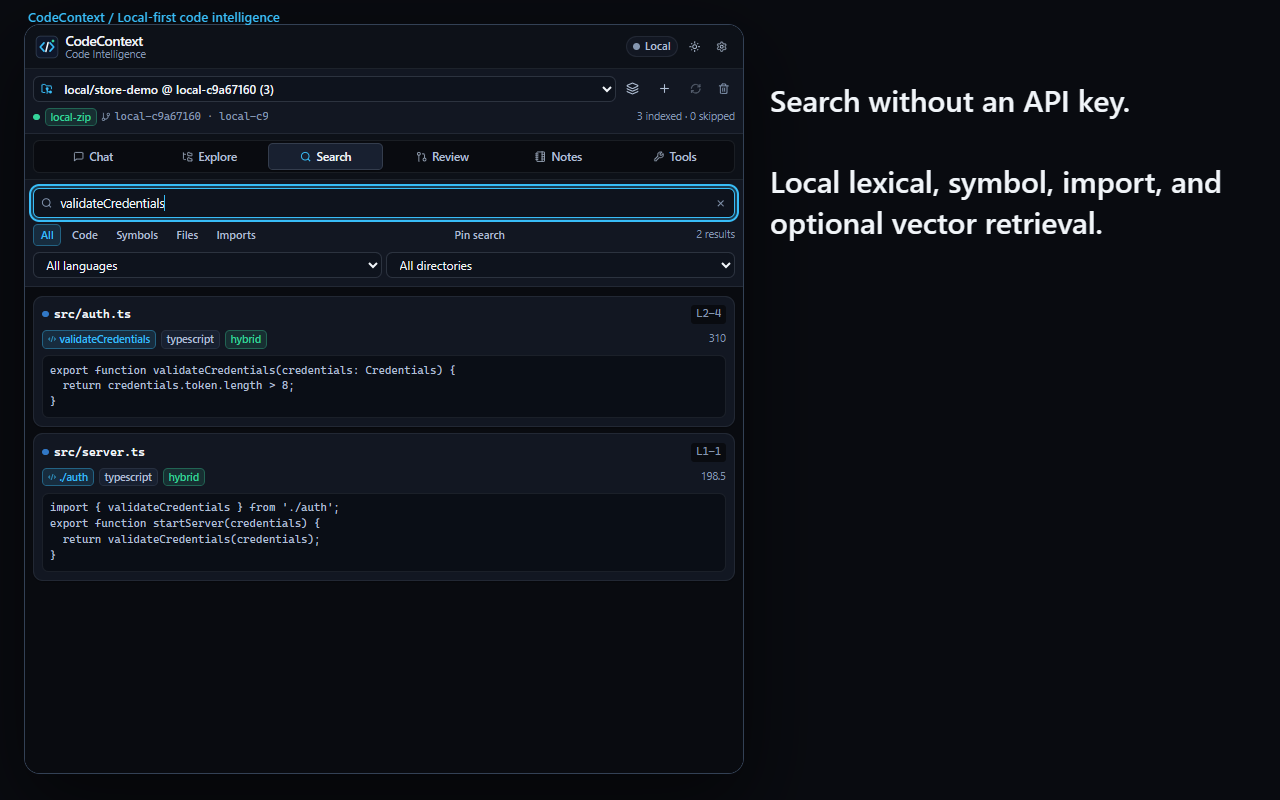 CodeContext / Local-first code intelligence
CodeContext
Code Intelligence
Local
local/store-demo @ local-c9a67160 (3)
local-zip local-c9a67160 · local-c9
3 indexed · 0 skipped
Chat Explore Search Review Notes Tools
validateCredentials
All Code Symbols Files Imports Pin search 2 results
All languages All directories
src/auth.ts L2–4
validateCredentials typescript hybrid 310
export function validateCredentials(credentials: Credentials) {
  return credentials.token.length > 8;
}
src/server.ts L1–1
./auth typescript hybrid 198.5
import { validateCredentials } from './auth';
export function startServer(credentials) {
  return validateCredentials(credentials);
}
Search without an API key.
Local lexical, symbol, import, and
optional vector retrieval.